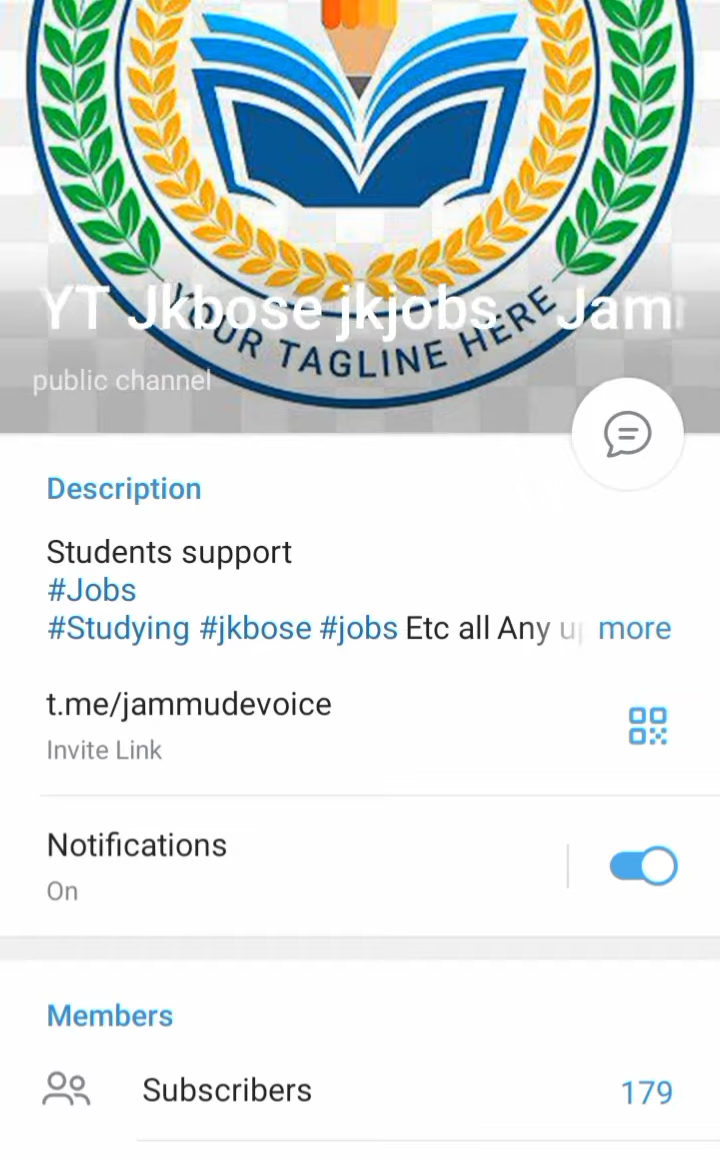 YOUR TAGLINE HERE
YT Jkbose jkjobs
public channel
Description
Students support
#Jobs
#Studying #jkbose #jobs Etc all Any more
t.me/jammudevoice
Invite Link
Notifications
On
Members
Subscribers 179